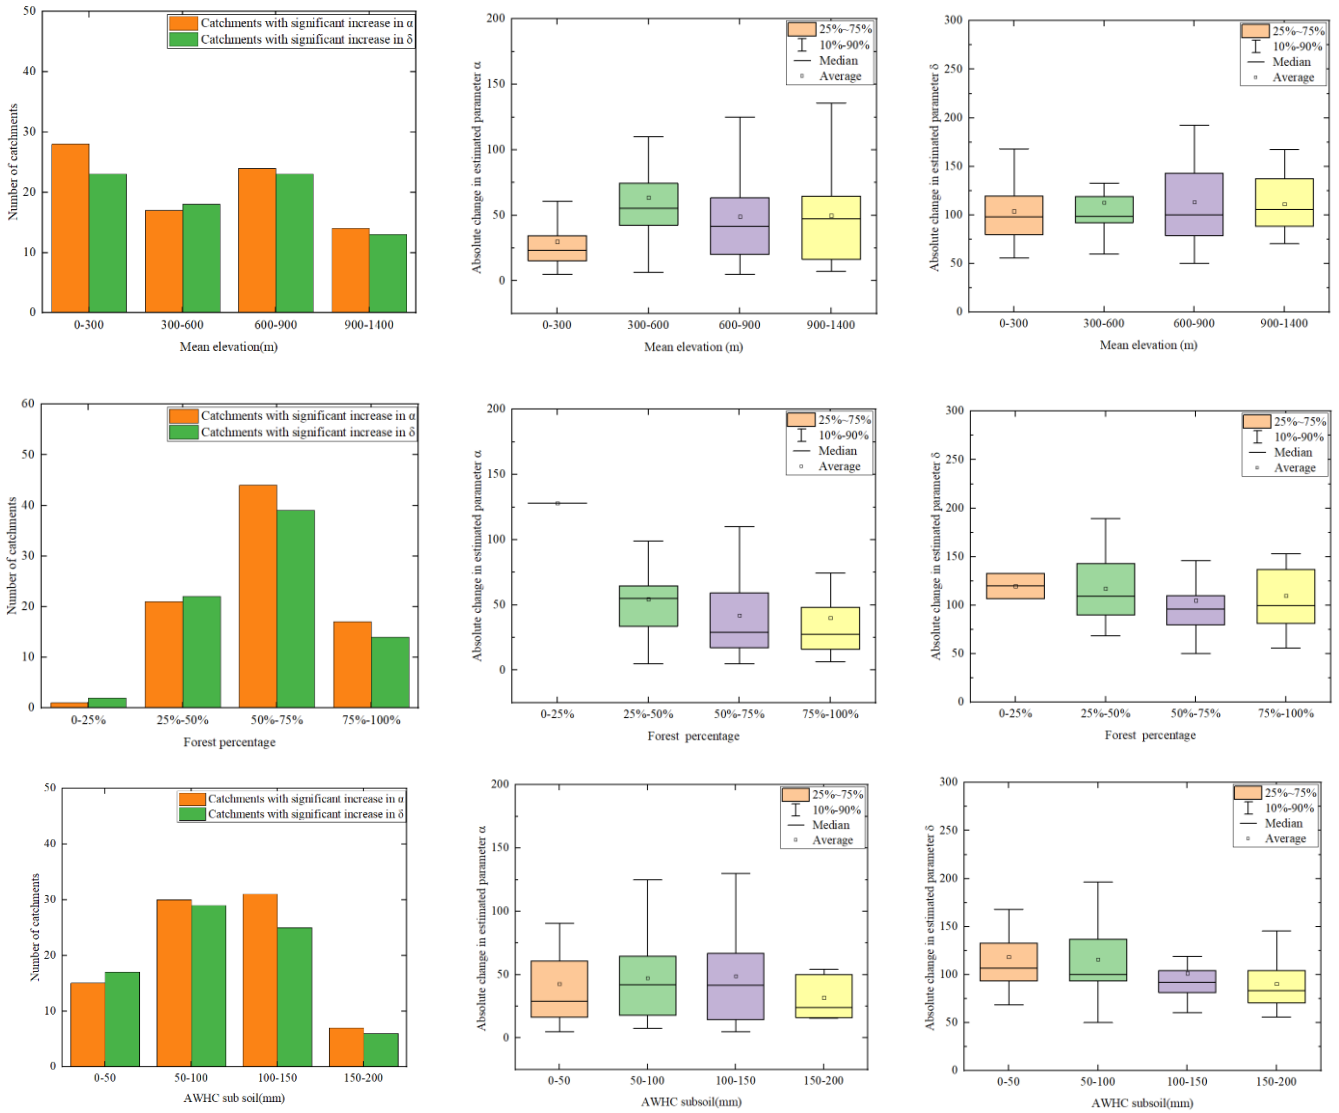 50
40
30
20
10
0
Number of catchments
Catchments with significant increase in α
Catchments with significant increase in δ
0-300
300-600
600-900
900-1400
Mean elevation(m)
200
150
100
50
0
Absolute change in estimated parameter α
25%~75%
10%-90%
Median
Average
0-300
300-600
600-900
900-1400
Mean elevation (m)
300
250
200
150
100
50
0
Absolute change in estimated parameter δ
25%~75%
10%-90%
Median
Average
0-300
300-600
600-900
900-1400
Mean elevation (m)
60
50
40
30
20
10
0
Number of catchments
Catchments with significant increase in α
Catchments with significant increase in δ
0-25%
25%-50%
50%-75%
75%-100%
Forest percentage
200
150
100
50
0
Absolute change in estimated parameter α
25%~75%
10%-90%
Median
Average
0-25%
25%-50%
50%-75%
75%-100%
Forest percentage
300
250
200
150
100
50
0
Absolute change in estimated parameter δ
25%~75%
10%-90%
Median
Average
0-25%
25%-50%
50%-75%
75%-100%
Forest percentage
50
40
30
20
10
0
Number of catchments
Catchments with significant increase in α
Catchments with significant increase in δ
0-50
50-100
100-150
150-200
AWHC sub soil(mm)
200
150
100
50
0
Absolute change in estimated parameter α
25%~75%
10%-90%
Median
Average
0-50
50-100
100-150
150-200
AWHC subsoil(mm)
300
250
200
150
100
50
0
Absolute change in estimated parameter δ
25%~75%
10%-90%
Median
Average
0-50
50-100
100-150
150-200
AWHC subsoil(mm)